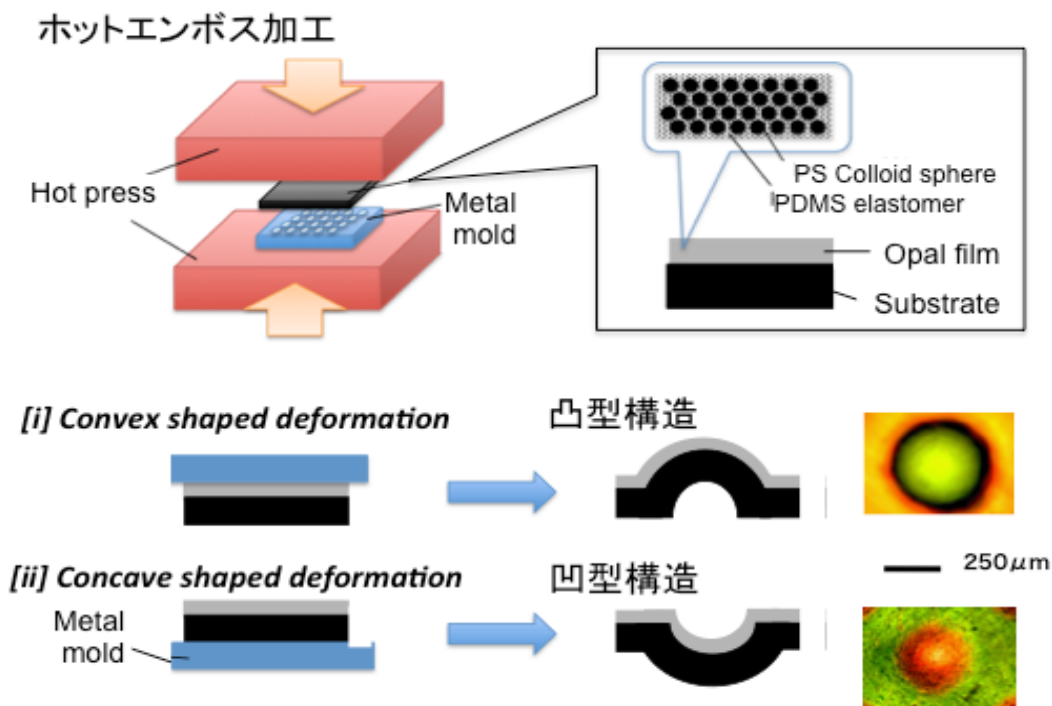 ホットエンボス加工
Hot press
Metal
mold
PS Colloid sphere
PDMS elastomer
Opal film
Substrate
[i] Convex shaped deformation
凸型構造
[ii] Concave shaped deformation
凹型構造
250μm
Metal
mold